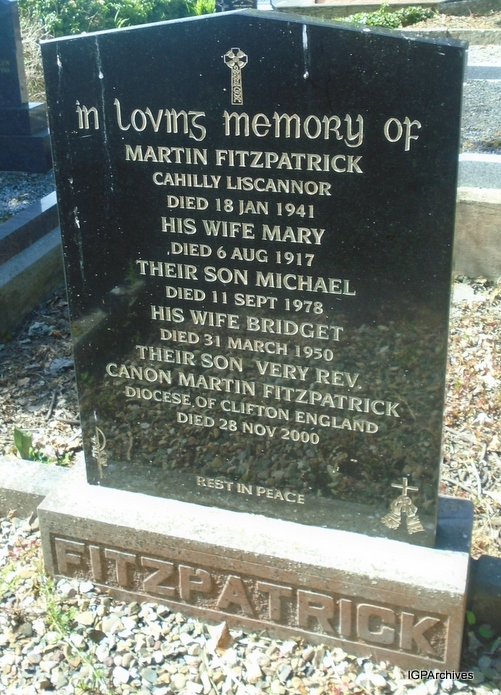 in loving memory of
MARTIN FITZPATRICK
CAHILLY LISCANNOR
DIED 18 JAN 1941
HIS WIFE MARY
DIED 6 AUG 1917
THEIR SON MICHAEL
DIED 11 SEPT 1978
HIS WIFE BRIDGET
DIED 31 MARCH 1950
THEIR SON VERY REV.
CANON MARTIN FITZPATRICK
DIOCESE OF CLIFTON ENGLAND
DIED 28 NOV 2000
REST IN PEACE
FITZPATRICK
IGPArchives